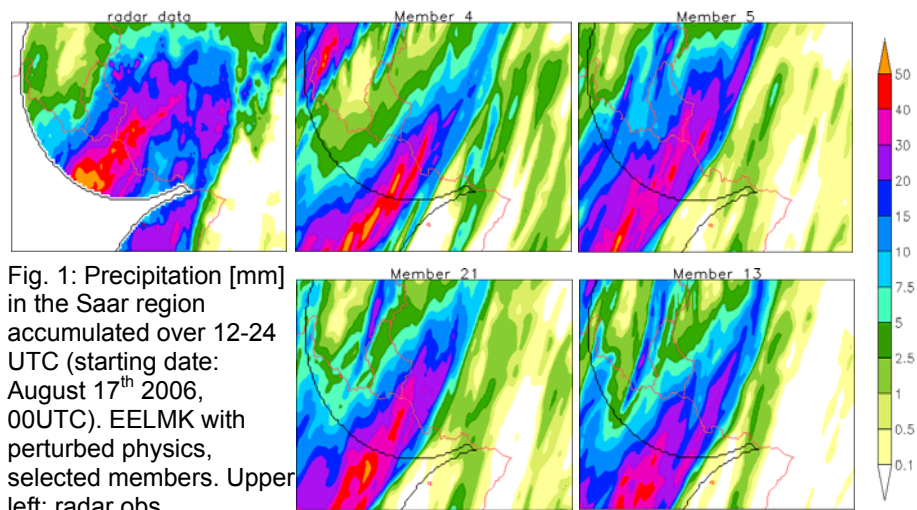 radar data
Member 4
Member 5
50
40
30
20
15
10
7.5
5
2.5
1
0.5
0.1
Fig. 1: Precipitation [mm]
in the Saar region
accumulated over 12-24
UTC (starting date:
August 17th 2006,
00UTC). EELMK with
perturbed physics,
selected members. Upper
left: radar obs
Member 21
Member 13